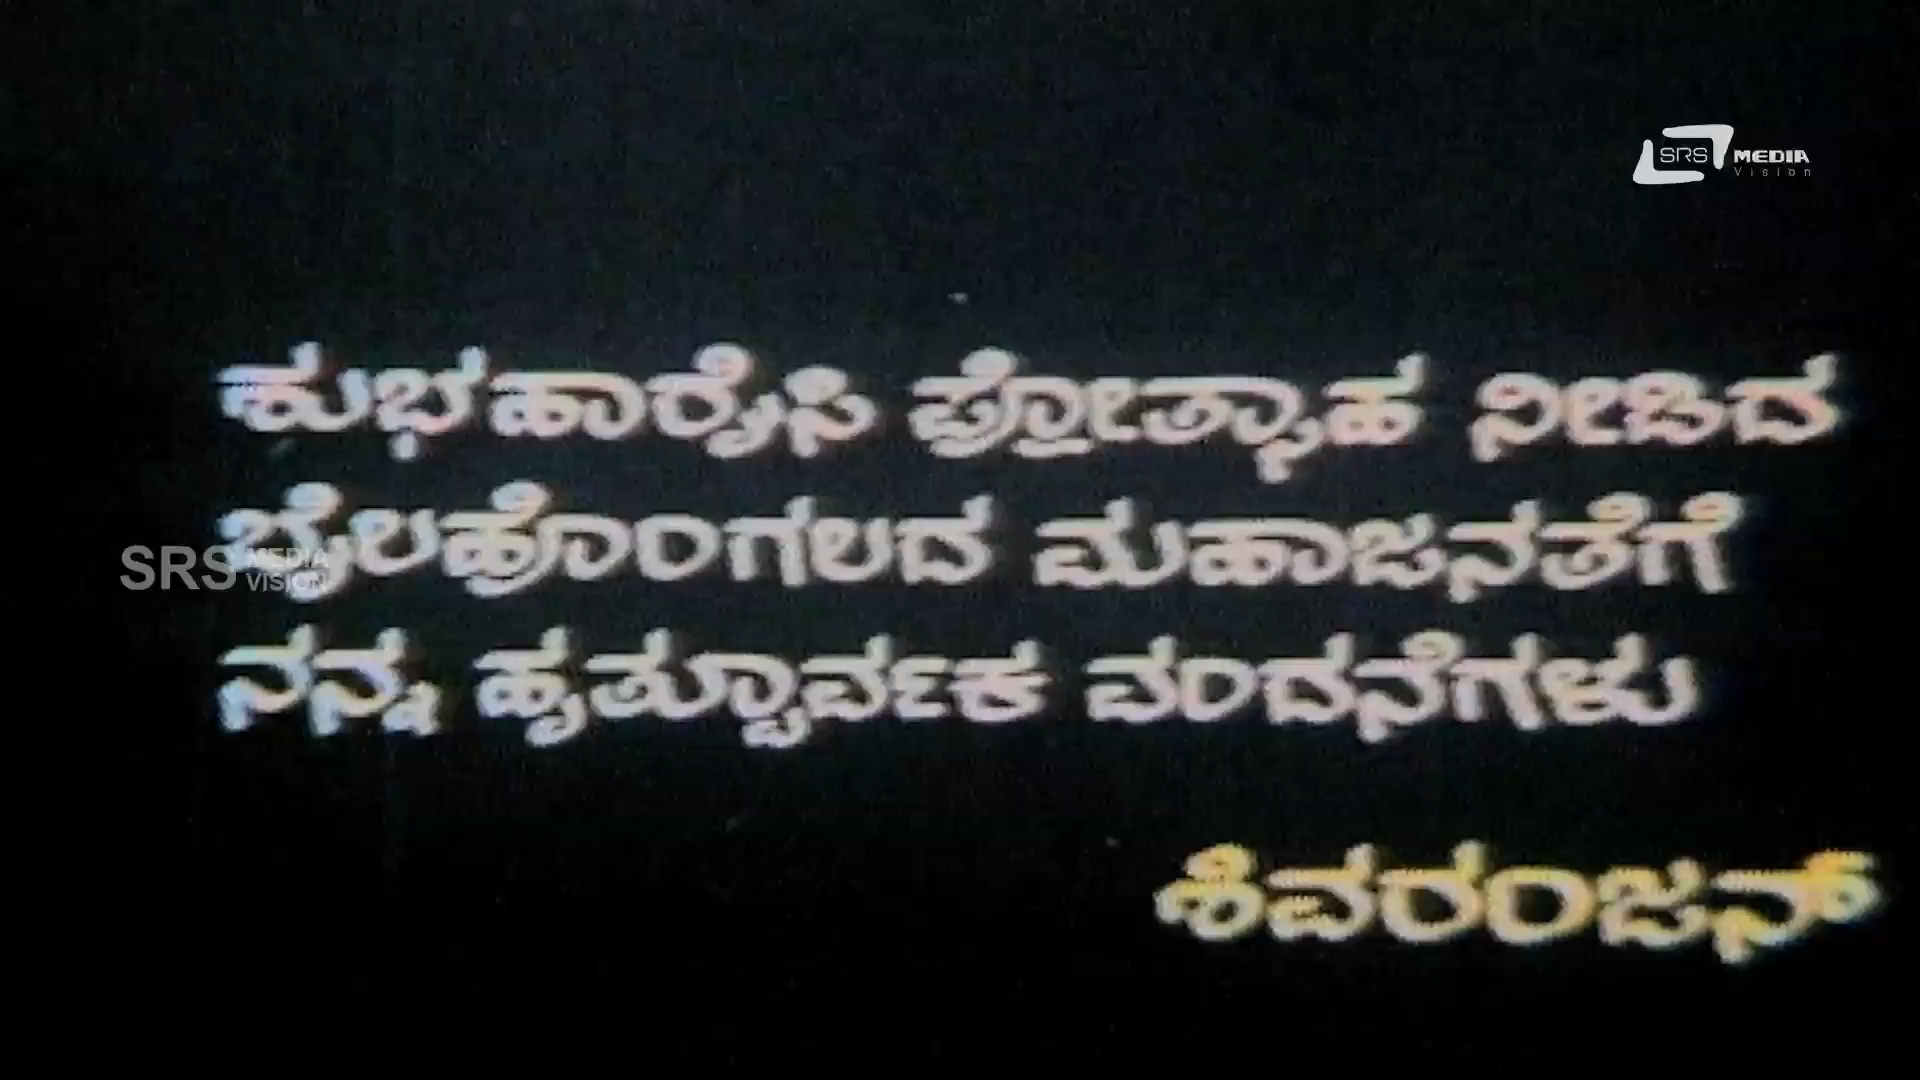 SRS MEDIA
Vision
ಶುಭಹಾರೈಸಿ ಪ್ರೋತ್ಸಾಹ ನೀಡಿದ
ಬೈಲಹೊಂಗಲದ ಮಹಾಜನತೆಗೆ
SRS MEDIA VISION
ನನ್ನ ಹೃತ್ಪೂರ್ವಕ ವಂದನೆಗಳು
ಶಿವರಂಜನ್